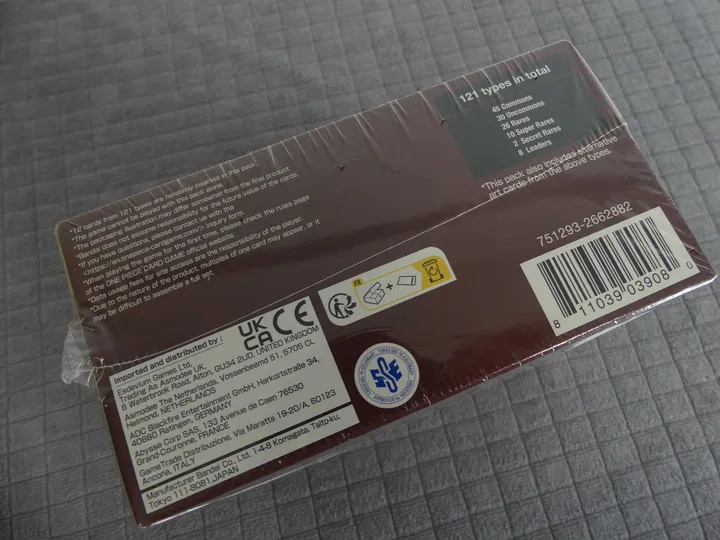 121 types in total
45 Commons
30 Uncommons
26 Rares
10 Super Rares
2 Secret Rares
8 Leaders
*This pack also includes alternative
art cards from the above types.
*12 cards from 121 types are randomly inserted in this pack.
*The game cannot be played with this pack alone.
*The packaging illustration may differ somewhat from the final product.
*Bandai does not assume responsibility for the future value of the cards.
*If you have questions, please contact us with the
inquiry form.
*When playing the game for the first time, please check the rules page
of the ONE PIECE CARD GAME official website.
*Data usages fees for site access are the responsibility of the player.
*Due to the nature of the product, multiples of one card may appear, or it
may be difficult to assemble a full set.
751293-2662882
8 11039 03908 0
FR
+
UK
CA
CE
Imported and distributed by :
Esdevium Games Ltd,
Trading As Asmodee UK,
6 Waterbrook Road, Alton, GU34 2UD, UNITED KINGDOM
Asmodee The Netherlands, Vossenbeemd 51, 5705 CL
Helmond, NETHERLANDS
ADC Blackfire Entertainment GmbH, Harkortstraße 34,
40880 Ratingen, GERMANY
Abysse Corp SAS, 133 Avenue de Caen 76530
Grand-Couronne, FRANCE
GameTrade Distribuzione, Via Maratta 19-20/A, 60123
Ancona, ITALY
Manufacturer Bandai Co., Ltd. 1-4-8 Komagata, Taito-ku,
Tokyo 111-8081,JAPAN